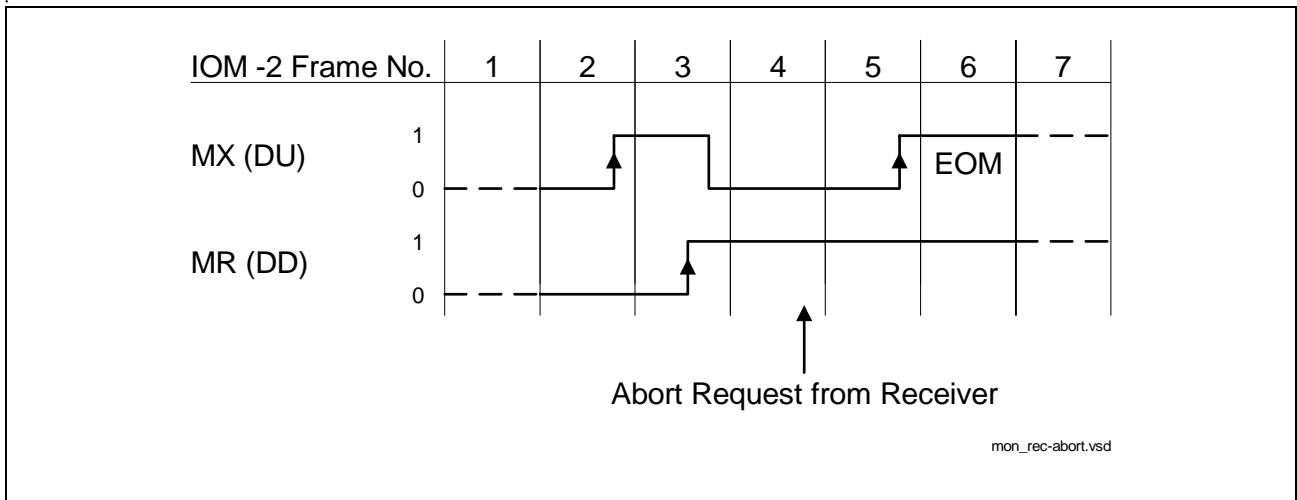 IOM -2 Frame No. 1 2 3 4 5 6 7
1
MX (DU) EOM
0
1
MR (DD)
0
Abort Request from Receiver
mon_rec-abort.vsd